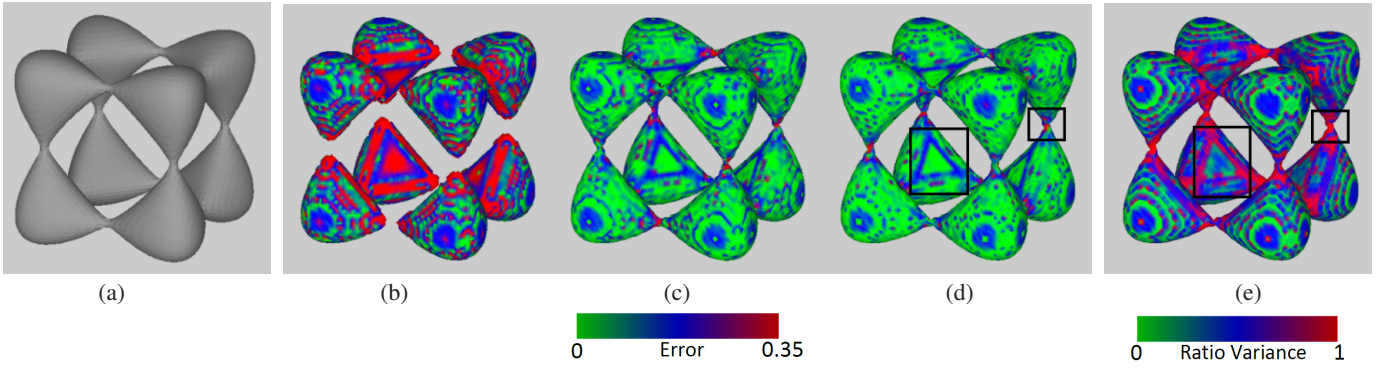 (a)
(b)
(c)
(d)
(e)
0 Error 0.35
0 Ratio Variance 1